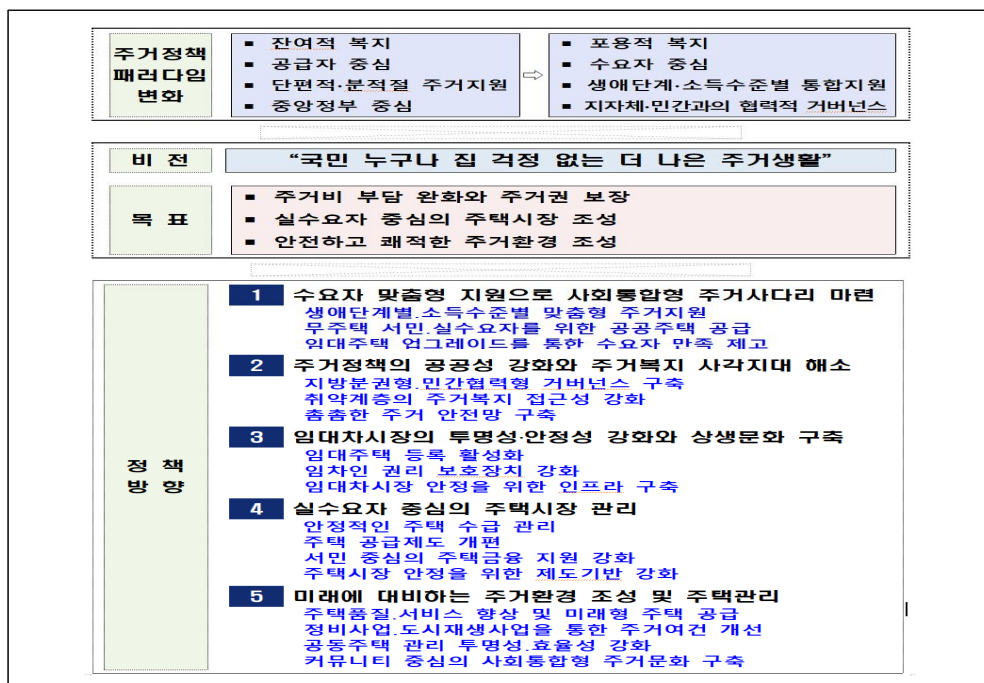 주거정책
패러다임
변화
▪ 잔여적 복지
▪ 공급자 중심
▪ 단편적·분적절 주거지원
▪ 중앙정부 중심
⇨
▪ 포용적 복지
▪ 수요자 중심
▪ 생애단계·소득수준별 통합지원
▪ 지자체·민간과의 협력적 거버넌스
비 전
“국민 누구나 집 걱정 없는 더 나은 주거생활”
목 표
▪ 주거비 부담 완화와 주거권 보장
▪ 실수요자 중심의 주택시장 조성
▪ 안전하고 쾌적한 주거환경 조성
정 책
방 향
1 수요자 맞춤형 지원으로 사회통합형 주거사다리 마련
생애단계별.소득수준별 맞춤형 주거지원
무주택 서민.실수요자를 위한 공공주택 공급
임대주택 업그레이드를 통한 수요자 만족 제고
2 주거정책의 공공성 강화와 주거복지 사각지대 해소
지방분권형.민간협력형 거버넌스 구축
취약계층의 주거복지 접근성 강화
촘촘한 주거 안전망 구축
3 임대차시장의 투명성·안정성 강화와 상생문화 구축
임대주택 등록 활성화
임차인 권리 보호장치 강화
임대차시장 안정을 위한 인프라 구축
4 실수요자 중심의 주택시장 관리
안정적인 주택 수급 관리
주택 공급제도 개편
서민 중심의 주택금융 지원 강화
주택시장 안정을 위한 제도기반 강화
5 미래에 대비하는 주거환경 조성 및 주택관리
주택품질.서비스 향상 및 미래형 주택 공급
정비사업.도시재생사업을 통한 주거여건 개선
공동주택 관리 투명성.효율성 강화
커뮤니티 중심의 사회통합형 주거문화 구축